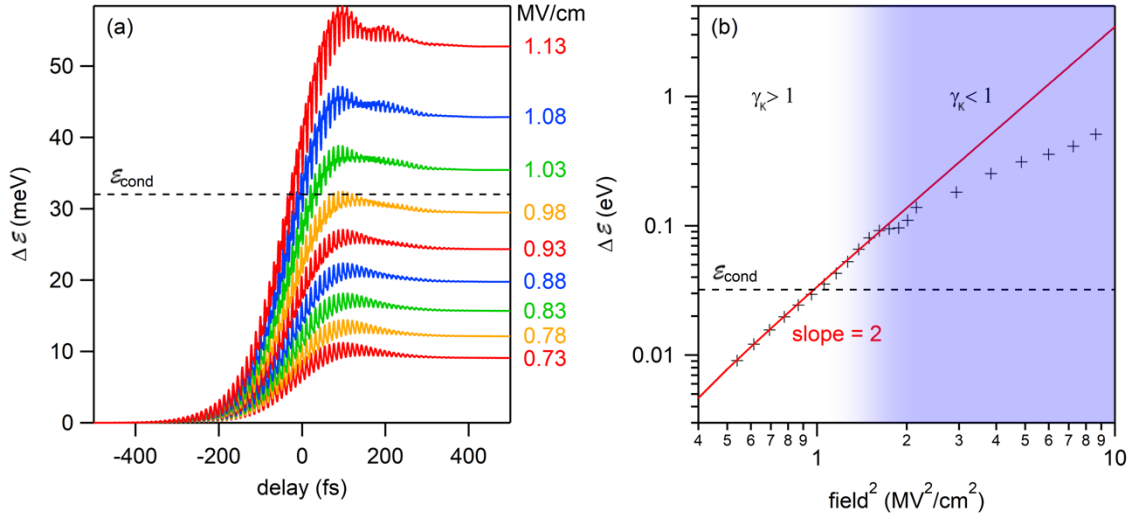 (a)
MV/cm
1.13
1.08
1.03
0.98
0.93
0.88
0.83
0.78
0.73
Δℰ (meV)
50
40
30
20
10
0
ℰcond
-400 -200 0 200 400
delay (fs)
(b)
γK > 1
γK < 1
Δℰ (eV)
1
0.1
0.01
ℰcond
slope = 2
4 5 6 7 8 9 1 2 3 4 5 6 7 8 9 10
field² (MV²/cm²)